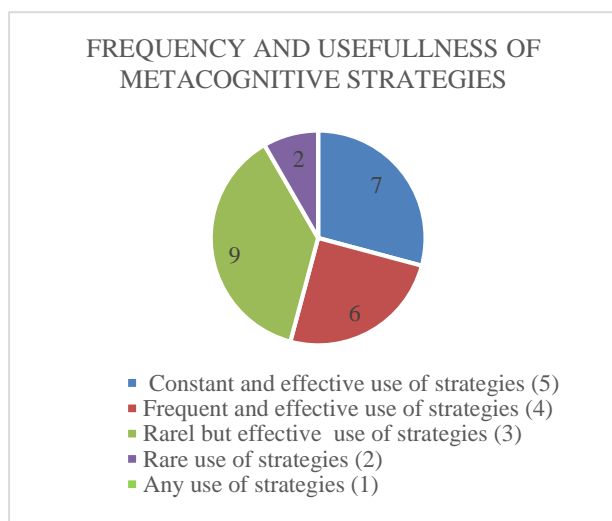 FREQUENCY AND USEFULLNESS OF
METACOGNITIVE STRATEGIES
2
7
9
6
Constant and effective use of strategies (5)
Frequent and effective use of strategies (4)
Rarel but effective use of strategies (3)
Rare use of strategies (2)
Any use of strategies (1)